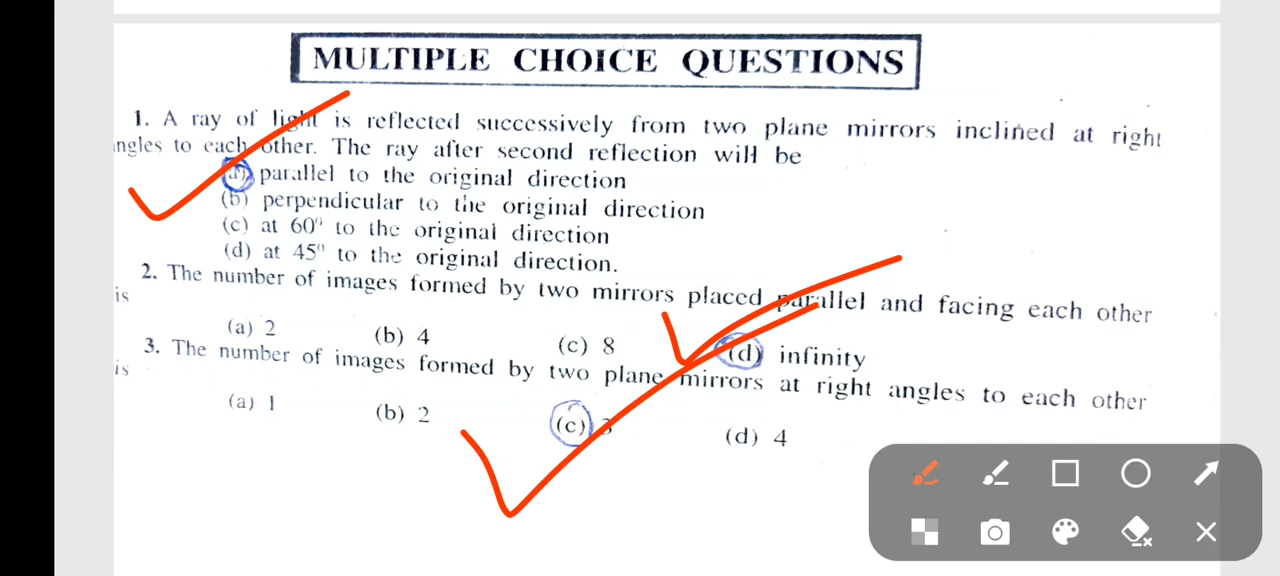 MULTIPLE CHOICE QUESTIONS
1. A ray of light is reflected successively from two plane mirrors inclined at right
ngles to each other. The ray after second reflection will be
(a) parallel to the original direction
(b) perpendicular to the original direction
(c) at 60° to the original direction
(d) at 45° to the original direction.
2. The number of images formed by two mirrors placed parallel and facing each other
is
(a) 2 (b) 4 (c) 8 (d) infinity
3. The number of images formed by two plane mirrors at right angles to each other
is
(a) 1 (b) 2 (c) 3 (d) 4